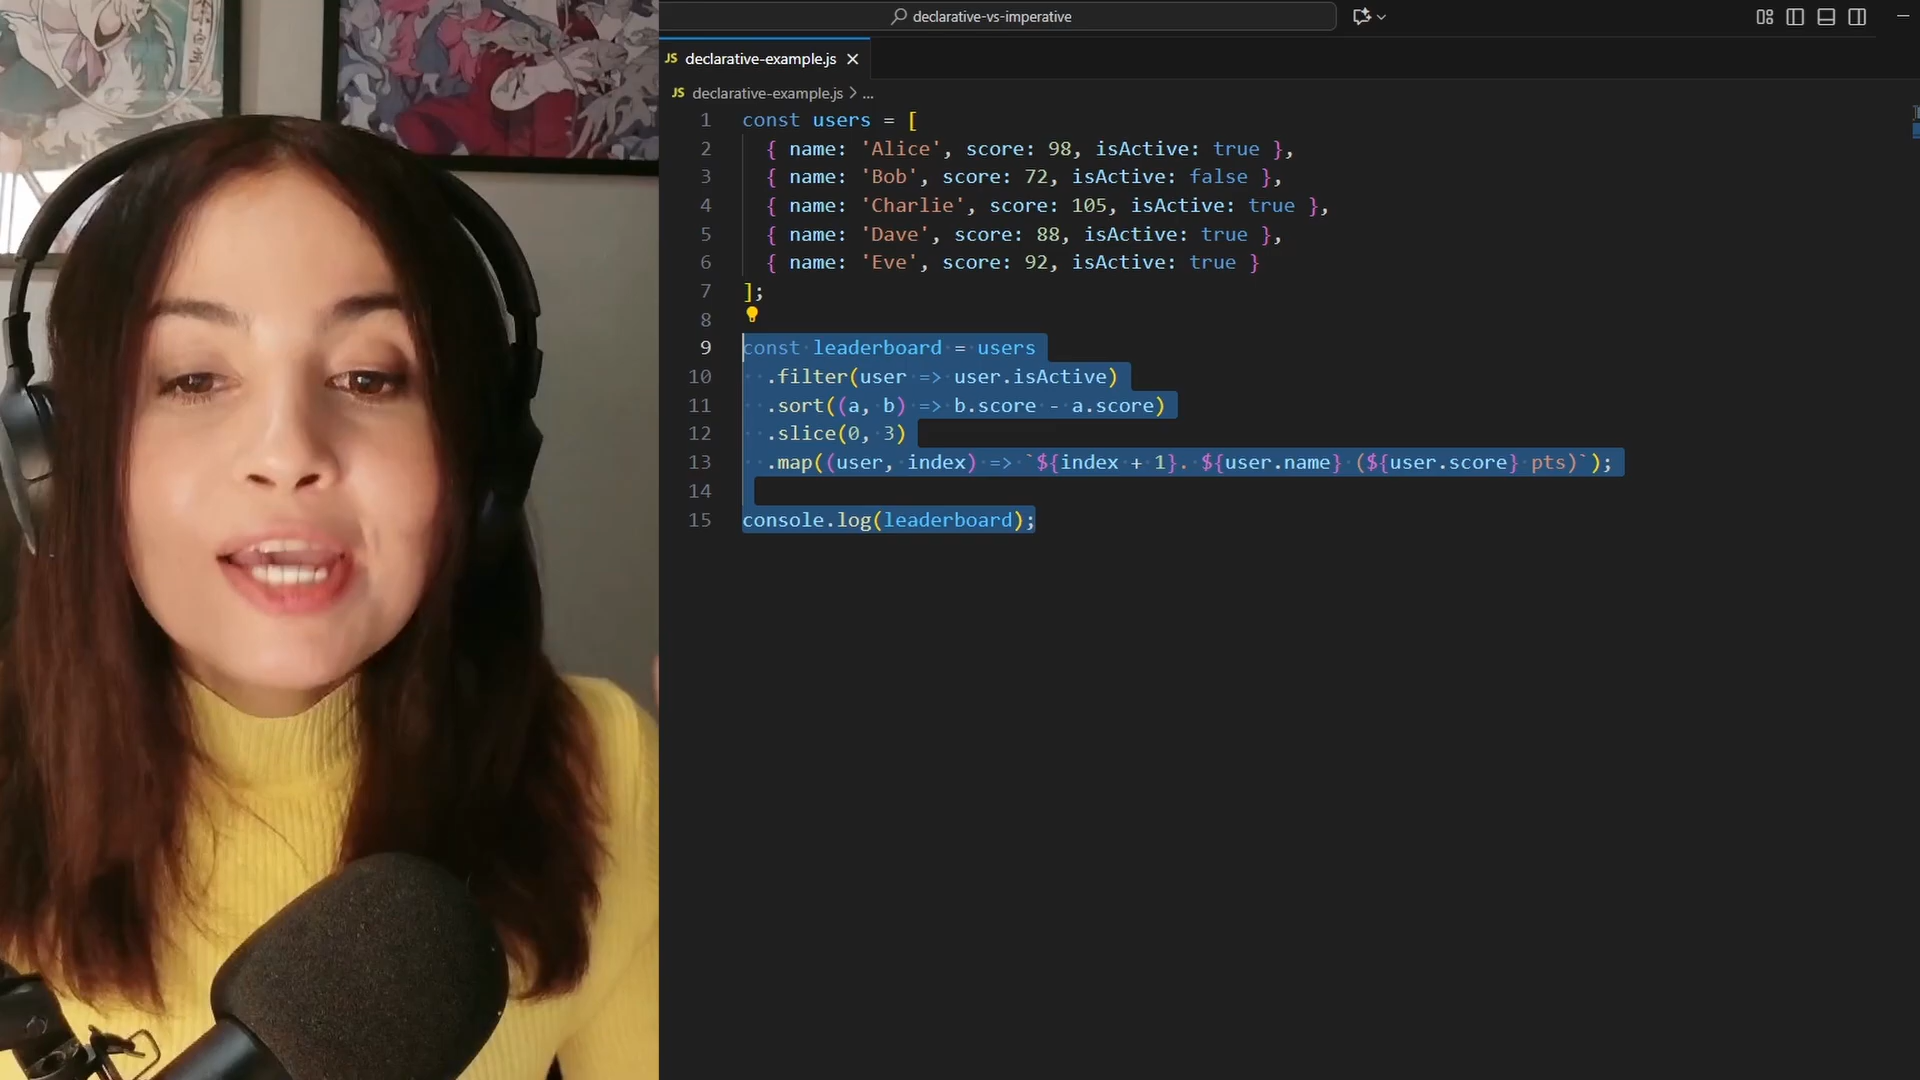 declarative-vs-imperative
JS declarative-example.js
JS declarative-example.js > ...
1 const users = [
2 { name: 'Alice', score: 98, isActive: true },
3 { name: 'Bob', score: 72, isActive: false },
4 { name: 'Charlie', score: 105, isActive: true },
5 { name: 'Dave', score: 88, isActive: true },
6 { name: 'Eve', score: 92, isActive: true }
7 ];
8
9 const leaderboard = users
10 .filter(user => user.isActive)
11 .sort((a, b) => b.score - a.score)
12 .slice(0, 3)
13 .map((user, index) => `${index + 1}. ${user.name} (${user.score} pts)`);
14
15 console.log(leaderboard);